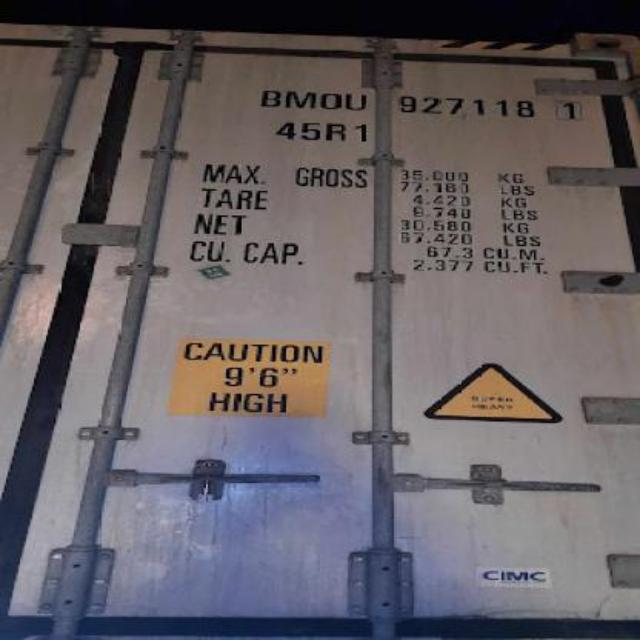 BMOU 927118 1
45R1
MAX. GROSS 35.000 KG
77.160 LBS
TARE 4.420 KG
9.740 LBS
NET 30.580 KG
67.420 LBS
CU. CAP. 67.3 CU.M.
2.377 CU.FT.
CAUTION
9'6"
HIGH
SUPER
HEAVY
CIMC